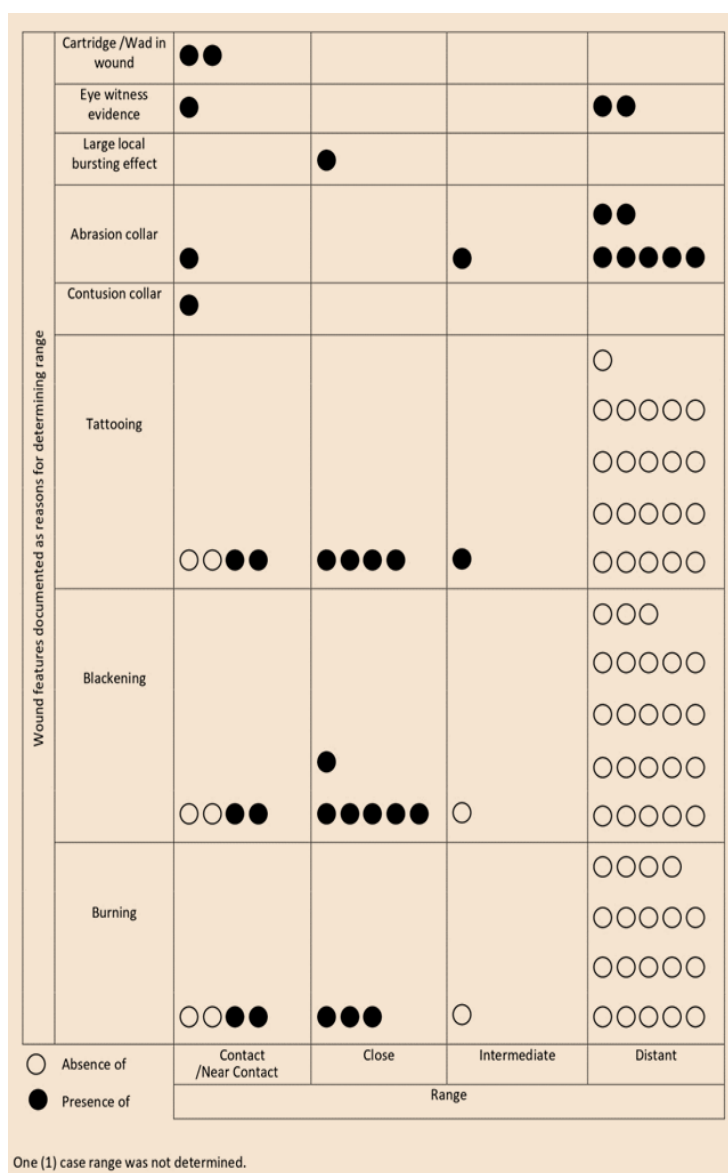 Cartridge /Wad in
wound
Eye witness
evidence
Large local
bursting effect
Abrasion collar
Contusion collar
Wound features documented as reasons for determining range
Tattooing
Blackening
Burning
Absence of
Presence of
Contact
/Near Contact
Close
Intermediate
Distant
Range
One (1) case range was not determined.